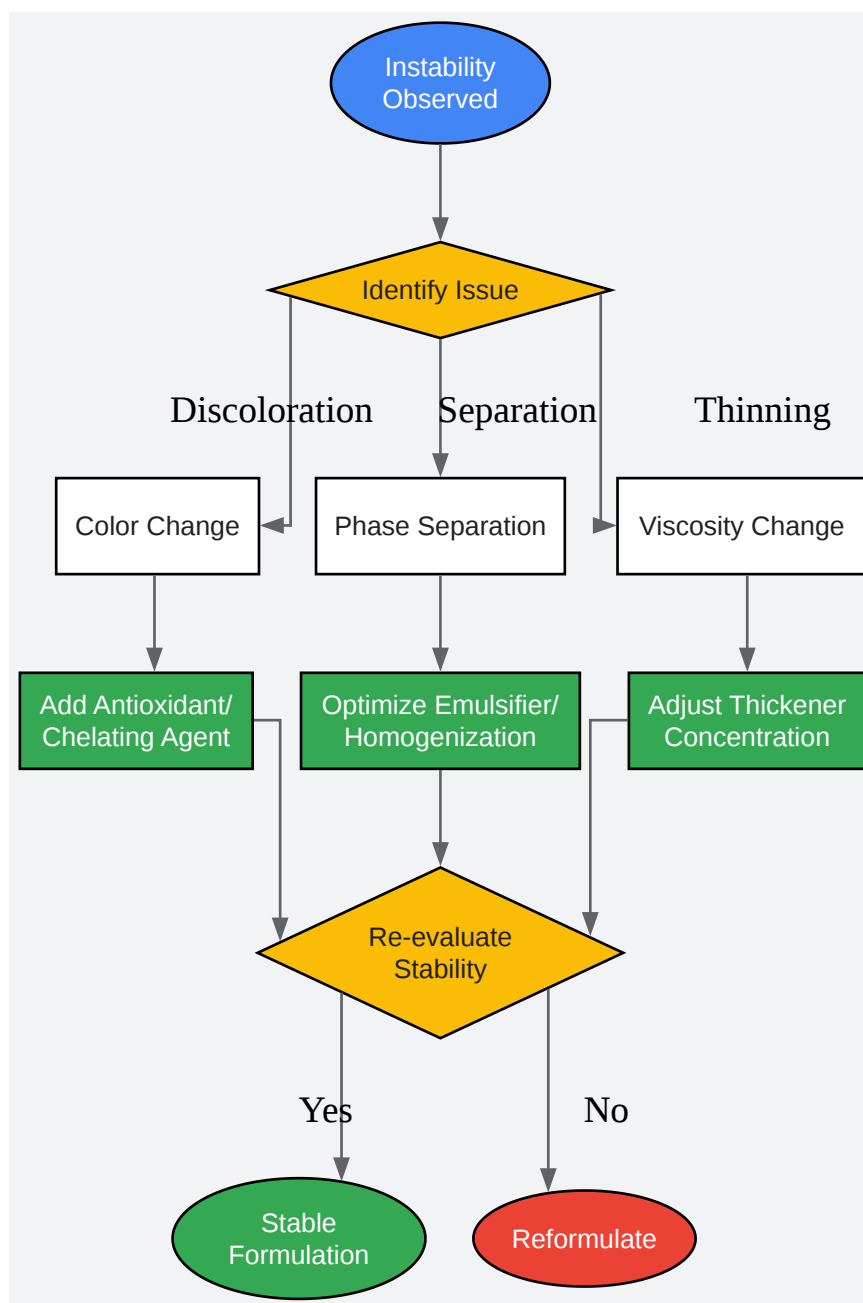 Instability
Observed
Identify Issue
Discoloration
Separation
Thinning
Color Change
Phase Separation
Viscosity Change
Add Antioxidant/
Chelating Agent
Optimize Emulsifier/
Homogenization
Adjust Thickener
Concentration
Re-evaluate
Stability
Yes
No
Stable
Formulation
Reformulate